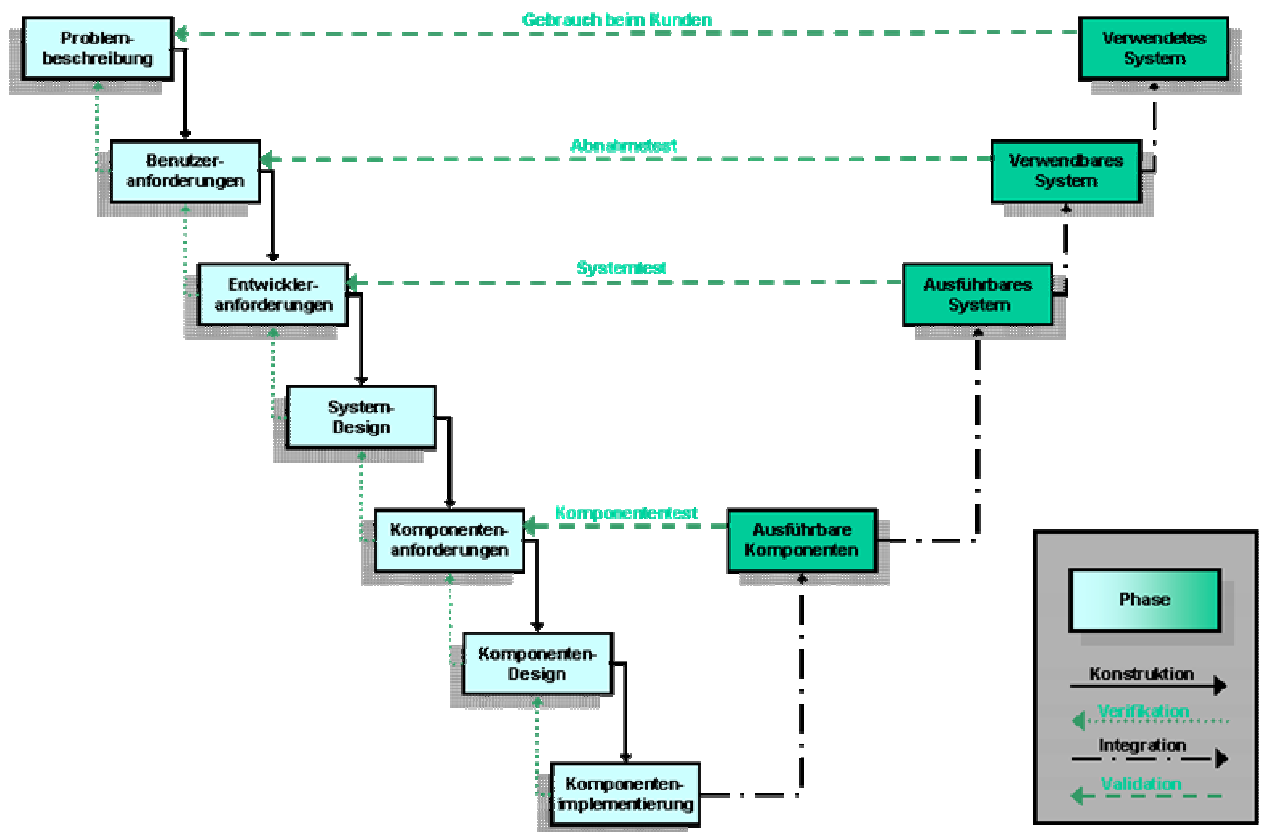 Gebrauch beim Kunden
Problem-
beschreibung
Verwendetes
System
Abnahmetest
Benutzer-
anforderungen
Verwendbares
System
Systemtest
Entwickler-
anforderungen
Ausführbares
System
System-
Design
Komponententest
Komponenten-
anforderungen
Ausführbare
Komponenten
Komponenten-
Design
Komponenten-
implementierung
Phase
Konstruktion
Verifikation
Integration
Validation